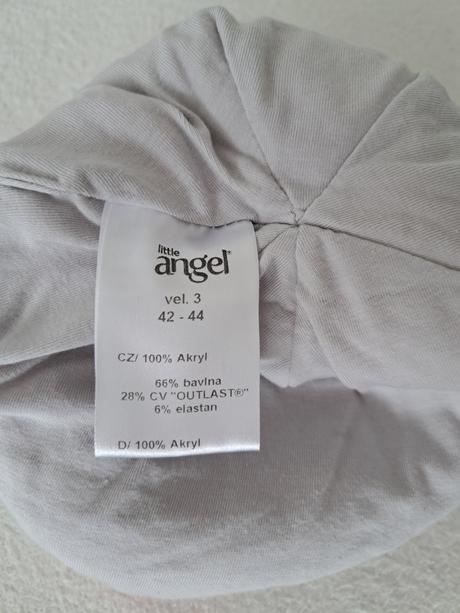 little
angel®
vel. 3
42 - 44
CZ/ 100% Akryl
66% bavlna
28% CV "OUTLAST®"
6% elastan
D/ 100% Akryl